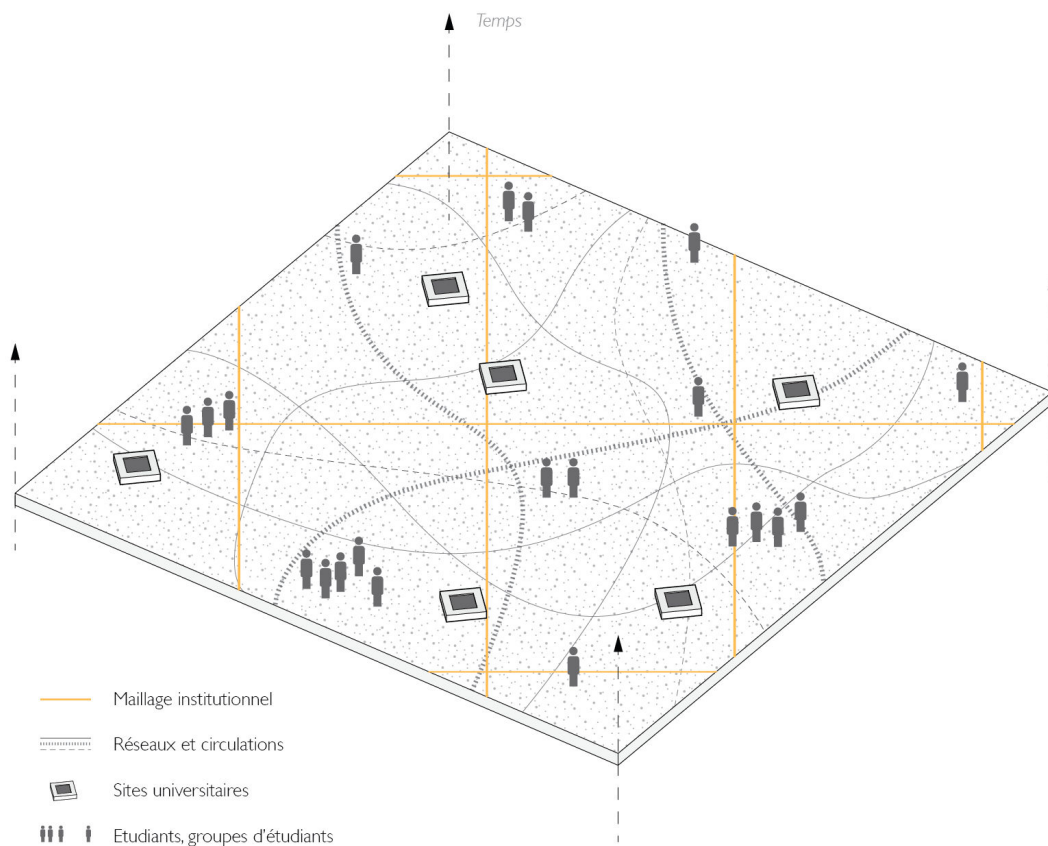 Temps
Maillage institutionnel
Réseaux et circulations
Sites universitaires
Etudiants, groupes d'étudiants